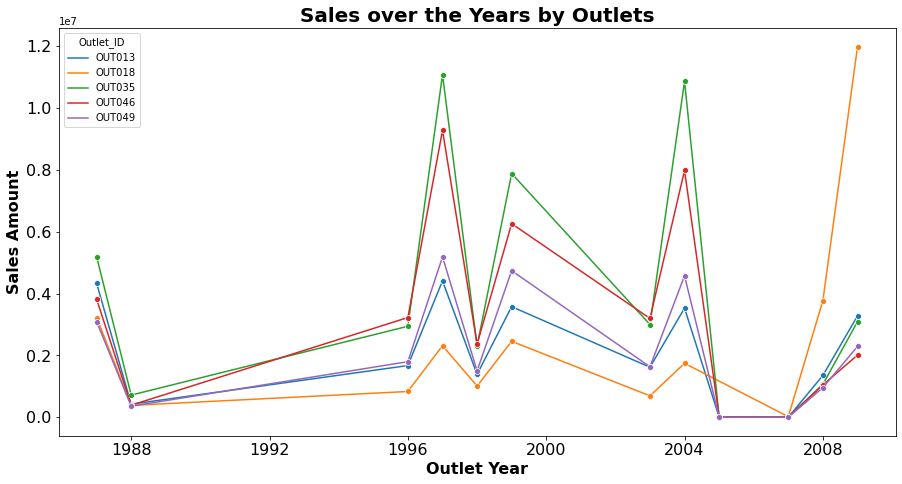 Sales over the Years by Outlets
1e7
Outlet_ID
OUT013
OUT018
OUT035
OUT046
OUT049
1.2
1.0
0.8
0.6
0.4
0.2
0.0
Sales Amount
1988 1992 1996 2000 2004 2008
Outlet Year